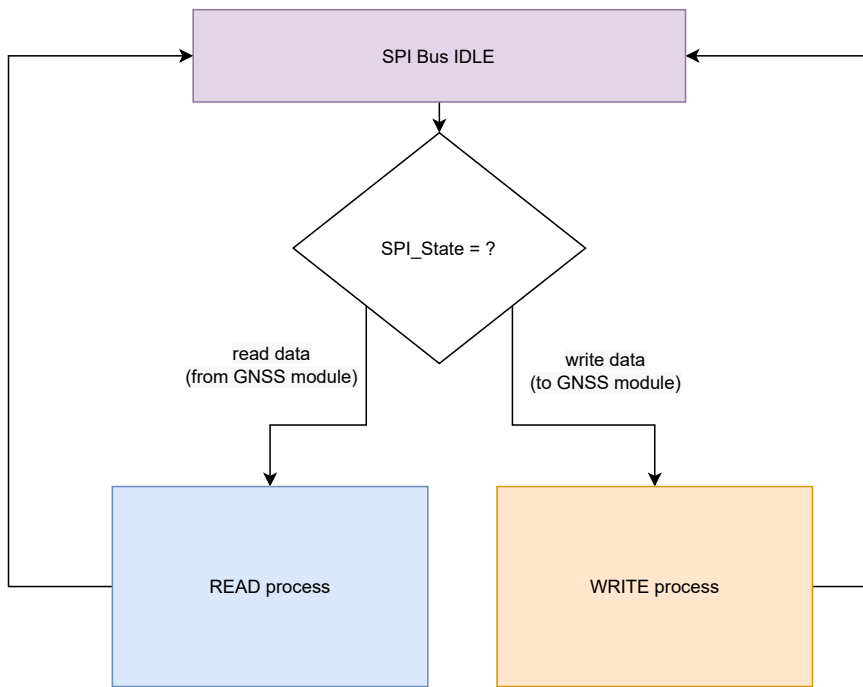 SPI Bus IDLE
SPI_State = ?
read data
(from GNSS module)
write data
(to GNSS module)
READ process
WRITE process